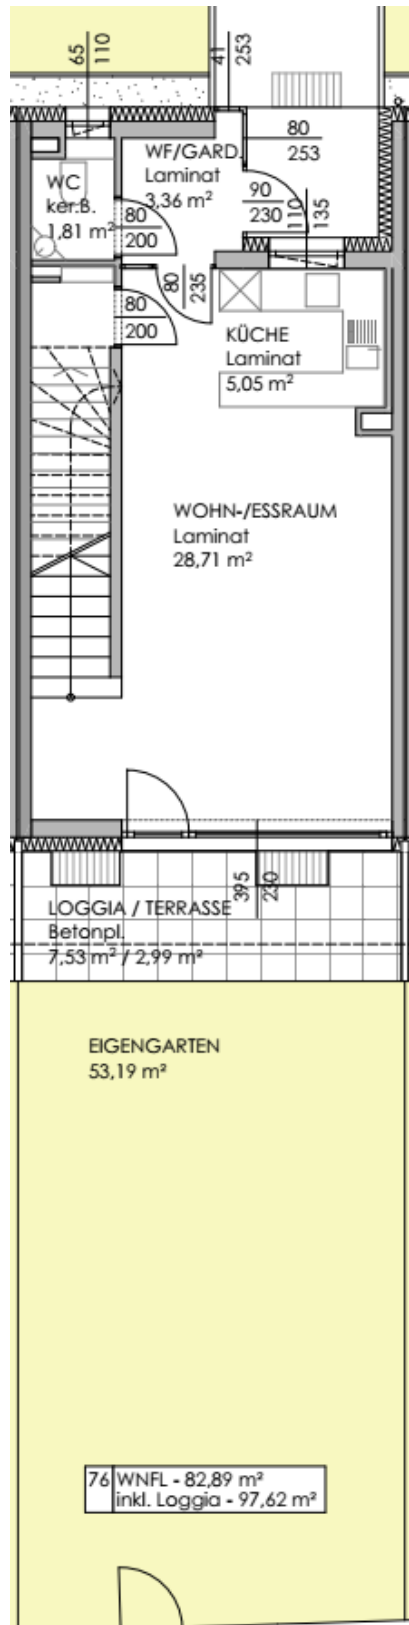 65
110
41
253
80
253
WF/GARD.
Laminat
3,36 m²
WC
ker.B.
1,81 m²
90
230
110
135
80
200
80
235
80
200
KÜCHE
Laminat
5,05 m²
WOHN-/ESSRAUM
Laminat
28,71 m²
395
230
LOGGIA / TERRASSE
Betonpl.
7,53 m² / 2,99 m²
EIGENGARTEN
53,19 m²
76 WNFL - 82,89 m²
inkl. Loggia - 97,62 m²